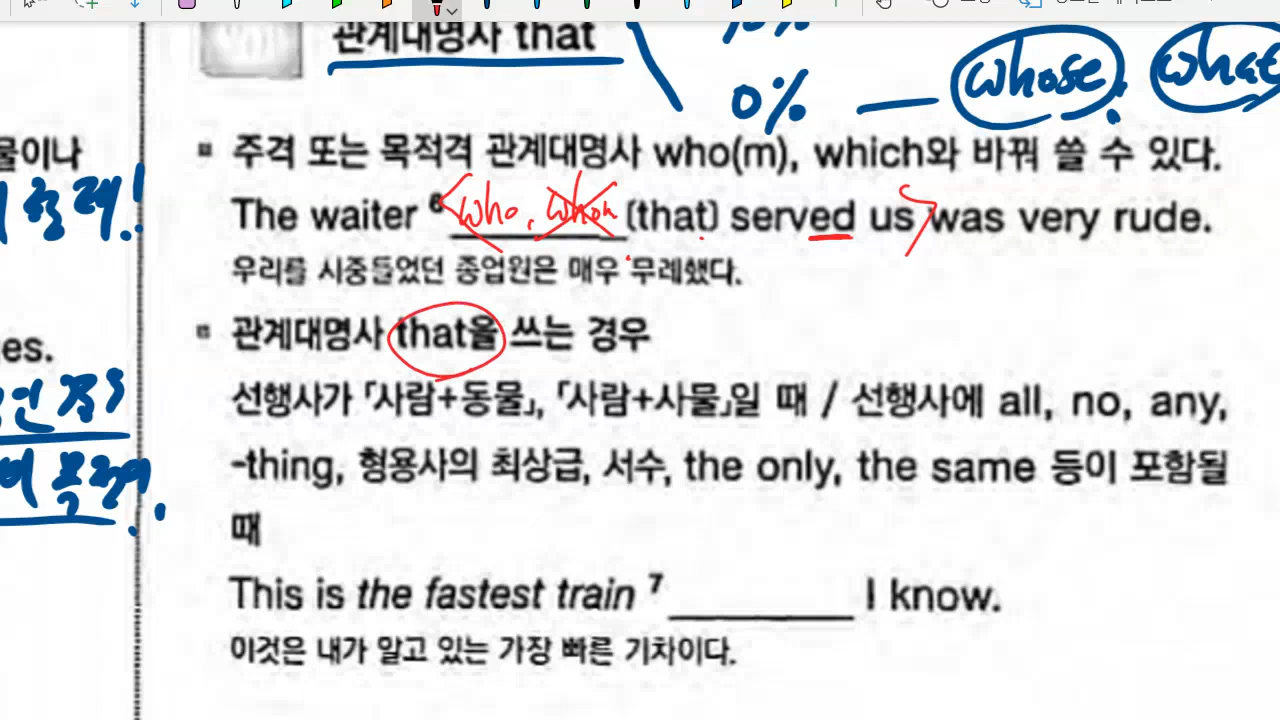 관계대명사 that
0% — whose. what
물이나
주격 또는 목적격 관계대명사 who(m), which와 바꿔 쓸 수 있다.
The waiter ⁶ who, whom (that) served us was very rude.
우리를 시중들었던 종업원은 매우 무례했다.
es.
관계대명사 that을 쓰는 경우
선행사가 「사람+동물」, 「사람+사물」일 때 / 선행사에 all, no, any,
-thing, 형용사의 최상급, 서수, the only, the same 등이 포함될
때
This is the fastest train ⁷ ________ I know.
이것은 내가 알고 있는 가장 빠른 기차이다.